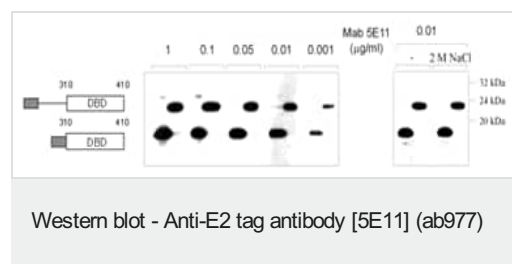 Mab 5E11 0.01
1 0.1 0.05 0.01 0.001 (µg/ml)
- 2 M NaCl
310 410
DBD
310 410
DBD
32 kDa
24 kDa
20 kDa
Western blot - Anti-E2 tag antibody [5E11] (ab977)